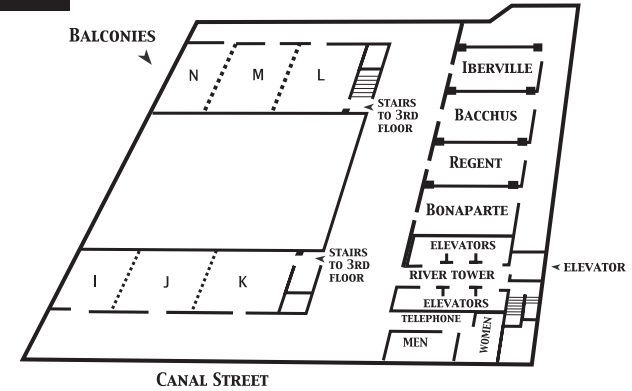 BALCONIES
N M L
STAIRS
TO 3RD
FLOOR
IBERVILLE
BACCHUS
REGENT
BONAPARTE
ELEVATORS
RIVER TOWER
ELEVATORS
ELEVATOR
STAIRS
TO 3RD
FLOOR
I J K
TELEPHONE
MEN
WOMEN
CANAL STREET